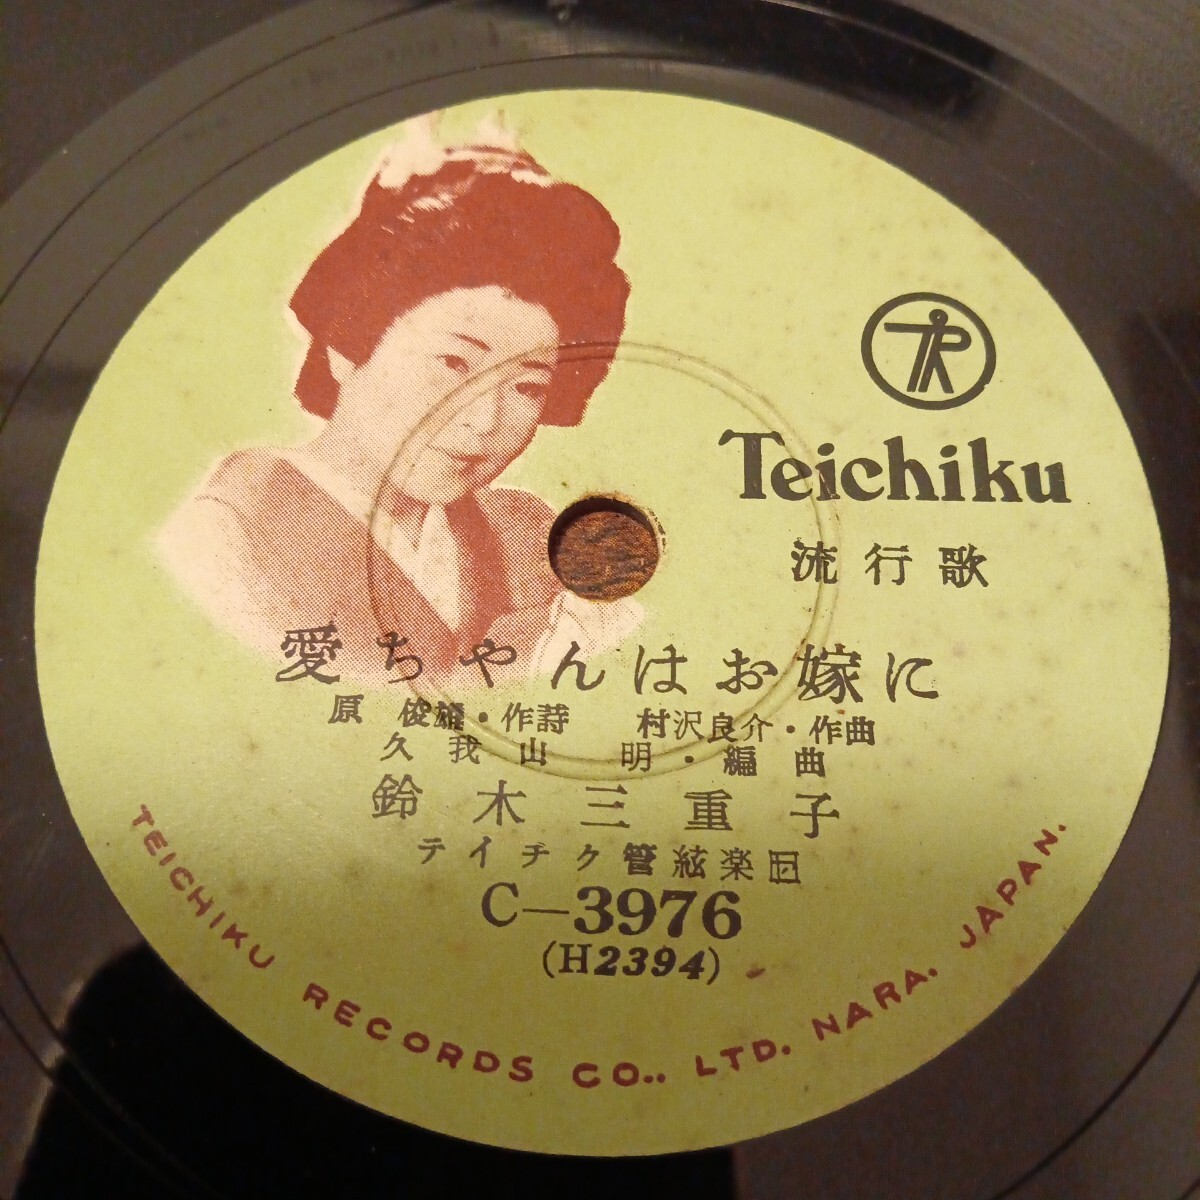 TR
Teichiku
流行歌
愛ちやんはお嫁に
原 俊雄・作詩 村沢良介・作曲
久我山 明・編曲
鈴木三重子
テイチク管絃楽団
C—3976
(H2394)
TEICHIKU RECORDS CO., LTD. NARA. JAPAN.